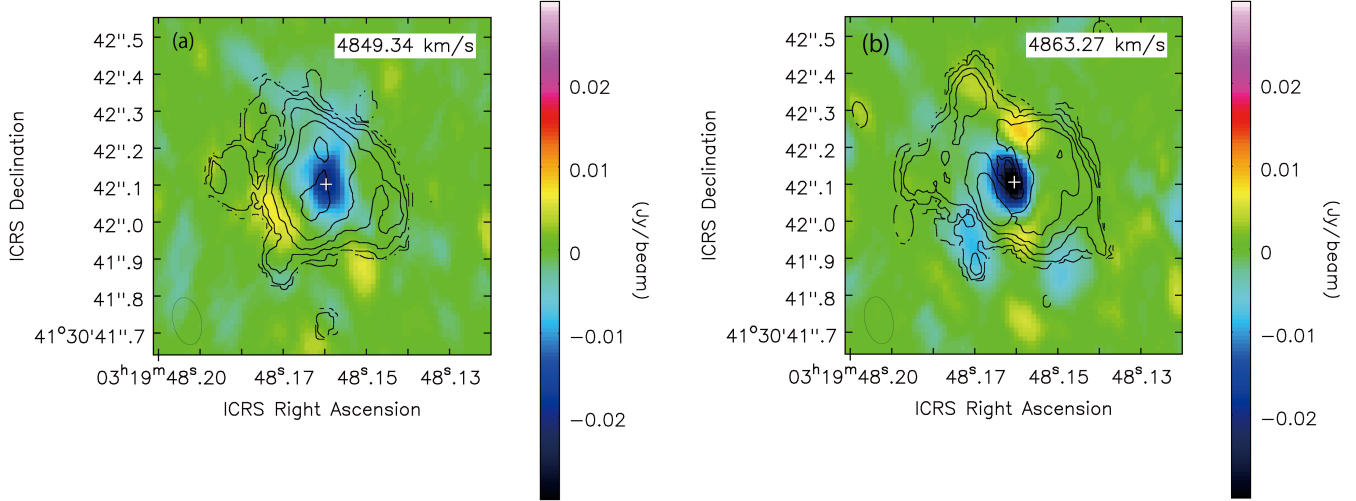 (a)
4849.34 km/s
42".5
42".4
42".3
42".2
42".1
42".0
41".9
41".8
41°30'41".7
03ʰ19ᵐ48ˢ.20
48ˢ.17
48ˢ.15
48ˢ.13
ICRS Right Ascension
ICRS Declination
0.02
0.01
0
−0.01
−0.02
(Jy/beam)
(b)
4863.27 km/s
42".5
42".4
42".3
42".2
42".1
42".0
41".9
41".8
41°30'41".7
03ʰ19ᵐ48ˢ.20
48ˢ.17
48ˢ.15
48ˢ.13
ICRS Right Ascension
ICRS Declination
0.02
0.01
0
−0.01
−0.02
(Jy/beam)